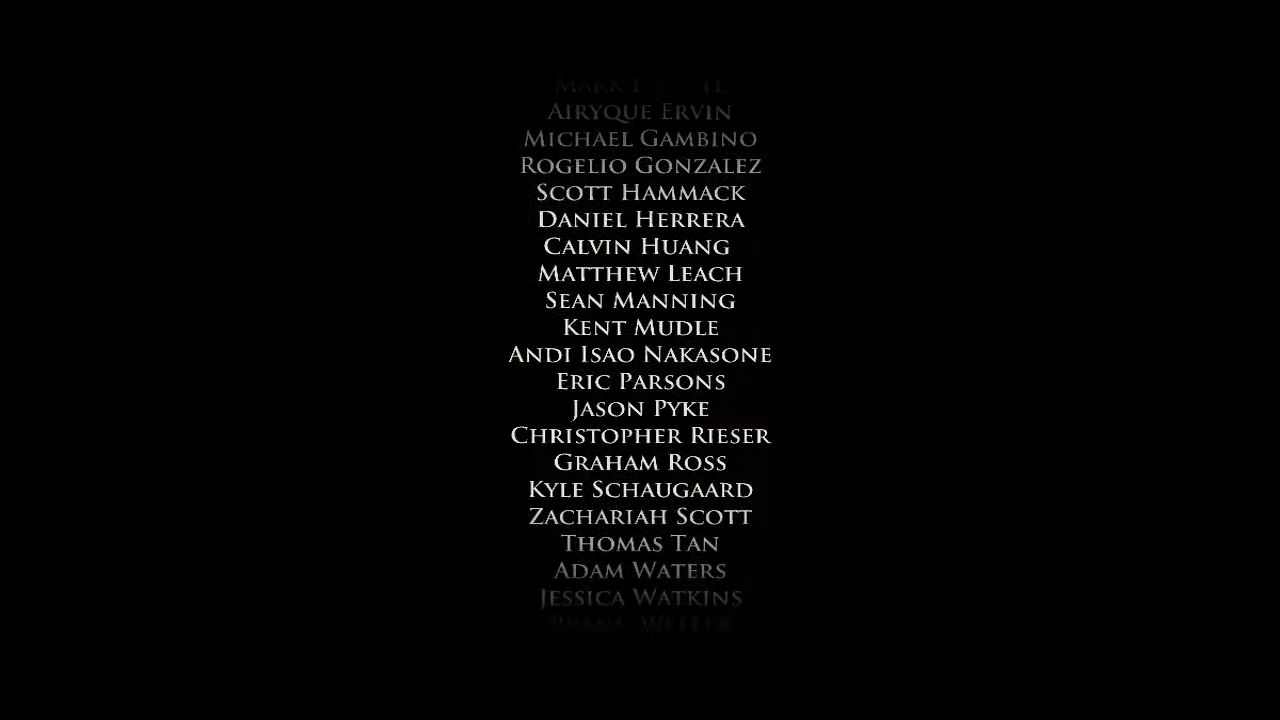 Airyque Ervin
Michael Gambino
Rogelio Gonzalez
Scott Hammack
Daniel Herrera
Calvin Huang
Matthew Leach
Sean Manning
Kent Mudle
Andi Isao Nakasone
Eric Parsons
Jason Pyke
Christopher Rieser
Graham Ross
Kyle Schaugaard
Zachariah Scott
Thomas Tan
Adam Waters
Jessica Watkins